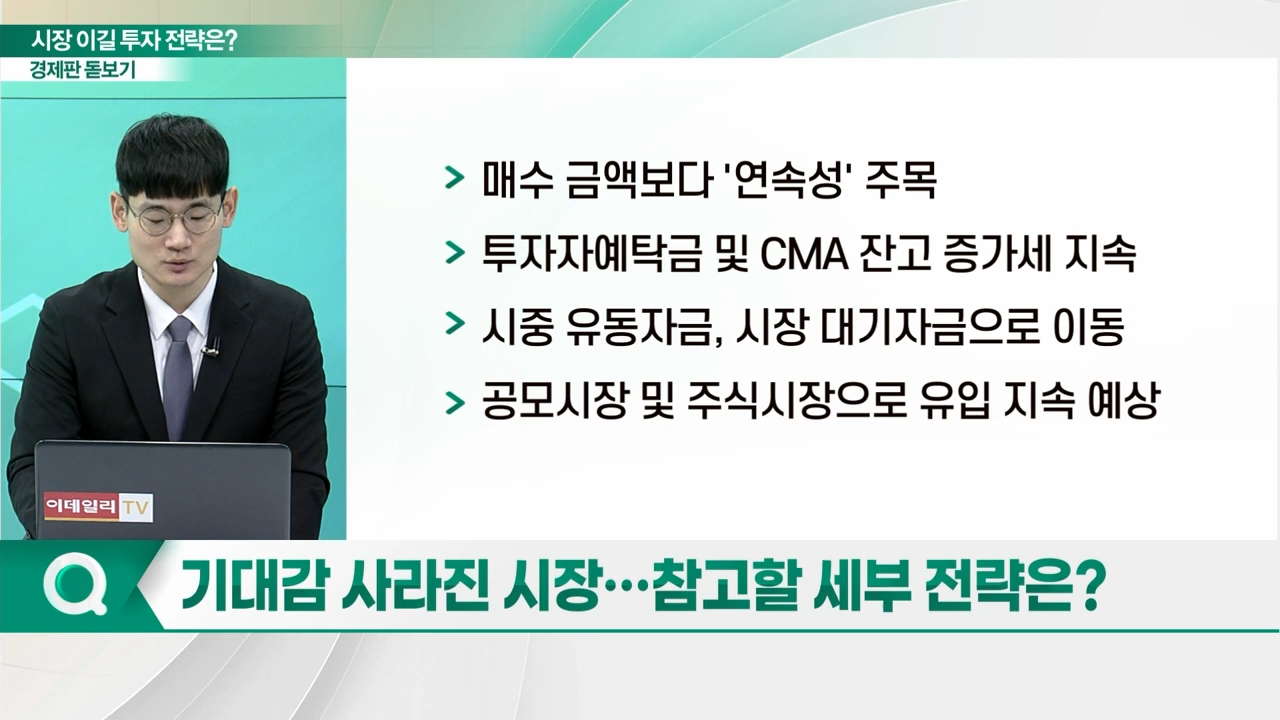 시장 이길 투자 전략은?
경제판 돋보기
> 매수 금액보다 '연속성' 주목
> 투자자예탁금 및 CMA 잔고 증가세 지속
> 시중 유동자금, 시장 대기자금으로 이동
> 공모시장 및 주식시장으로 유입 지속 예상
이데일리 TV
Q 기대감 사라진 시장…참고할 세부 전략은?